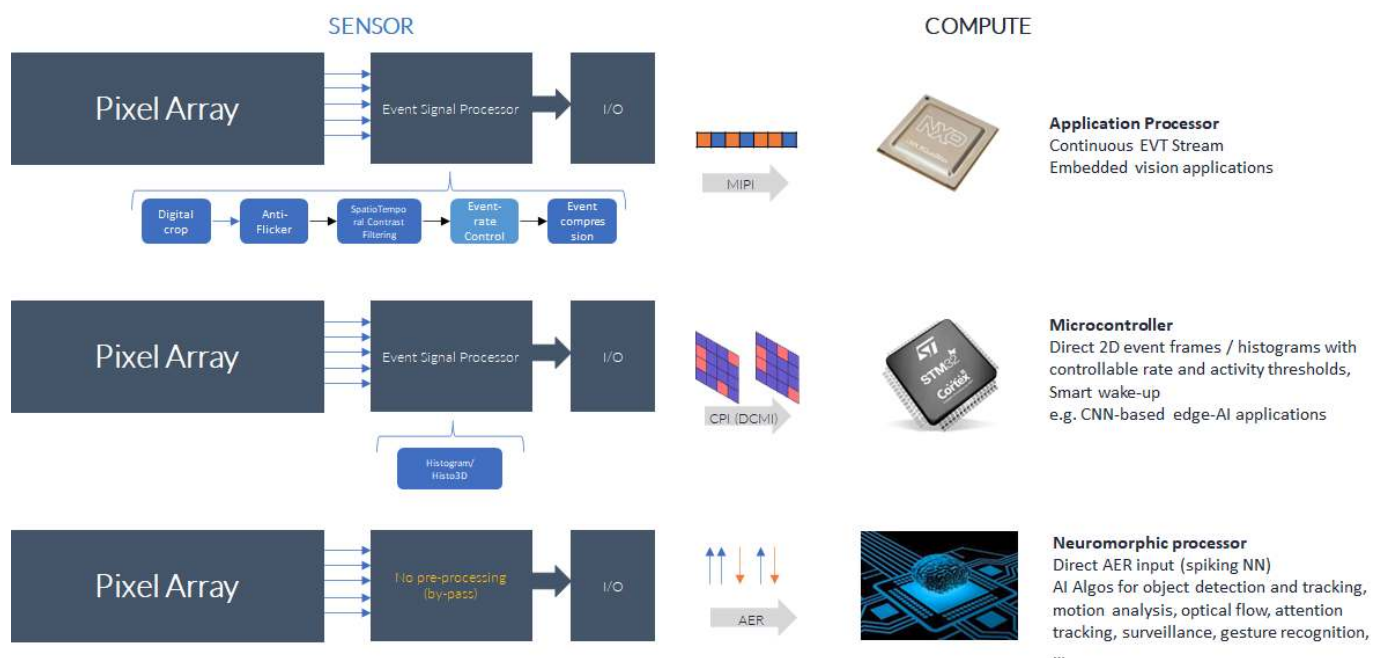 SENSOR
COMPUTE
Pixel Array
Event Signal Processor
I/O
MIPI
NXP
Application Processor
Continuous EVT Stream
Embedded vision applications
Digital
crop
Anti-
Flicker
SpatioTempo
ral Contrast
Filtering
Event-
rate
Control
Event
compres
sion
Pixel Array
Event Signal Processor
I/O
CPI (DCMI)
STM32
Cortex
Microcontroller
Direct 2D event frames / histograms with
controllable rate and activity thresholds,
Smart wake-up
e.g. CNN-based edge-AI applications
Histogram/
Histo3D
Pixel Array
No pre-processing
(by-pass)
I/O
AER
Neuromorphic processor
Direct AER input (spiking NN)
AI Algos for object detection and tracking,
motion analysis, optical flow, attention
tracking, surveillance, gesture recognition,
...